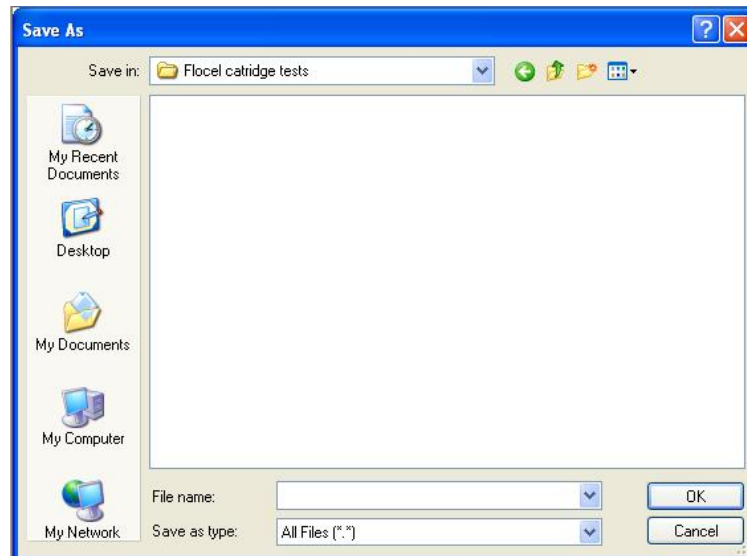 Save As
Save in:
Flocel catridge tests
My Recent
Documents
Desktop
My Documents
My Computer
My Network
File name:
OK
Save as type:
All Files (*.*)
Cancel